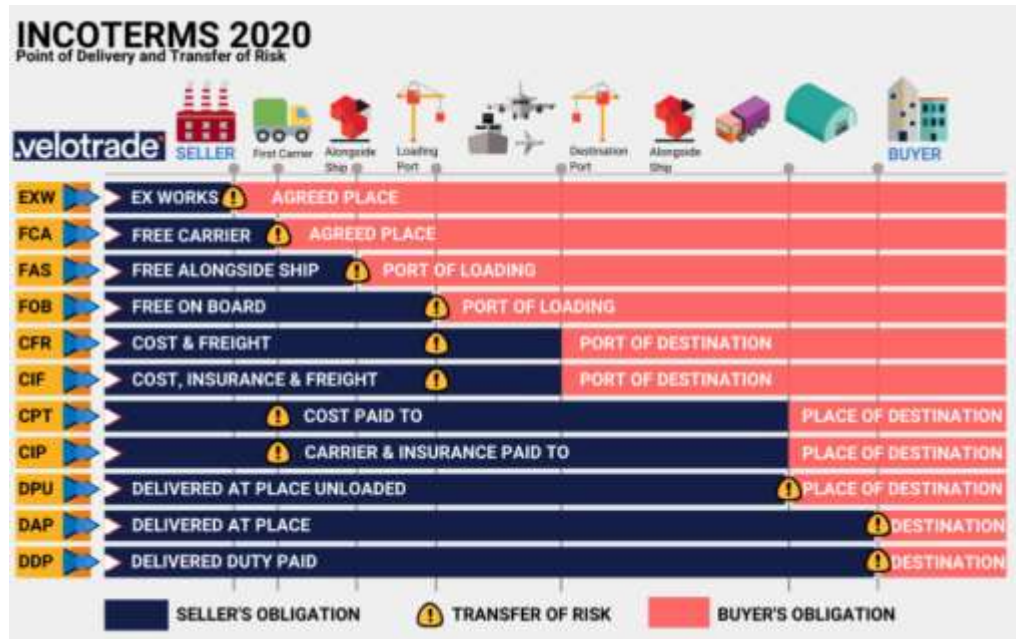 INCOTERMS 2020
Point of Delivery and Transfer of Risk
.velotrade
SELLER
First Carrier
Alongside
Ship
Loading
Port
Destination
Port
Alongside
Ship
BUYER
EXW EX WORKS AGREED PLACE
FCA FREE CARRIER AGREED PLACE
FAS FREE ALONGSIDE SHIP PORT OF LOADING
FOB FREE ON BOARD PORT OF LOADING
CFR COST & FREIGHT PORT OF DESTINATION
CIF COST, INSURANCE & FREIGHT PORT OF DESTINATION
CPT COST PAID TO PLACE OF DESTINATION
CIP CARRIER & INSURANCE PAID TO PLACE OF DESTINATION
DPU DELIVERED AT PLACE UNLOADED PLACE OF DESTINATION
DAP DELIVERED AT PLACE DESTINATION
DDP DELIVERED DUTY PAID DESTINATION
SELLER'S OBLIGATION TRANSFER OF RISK BUYER'S OBLIGATION